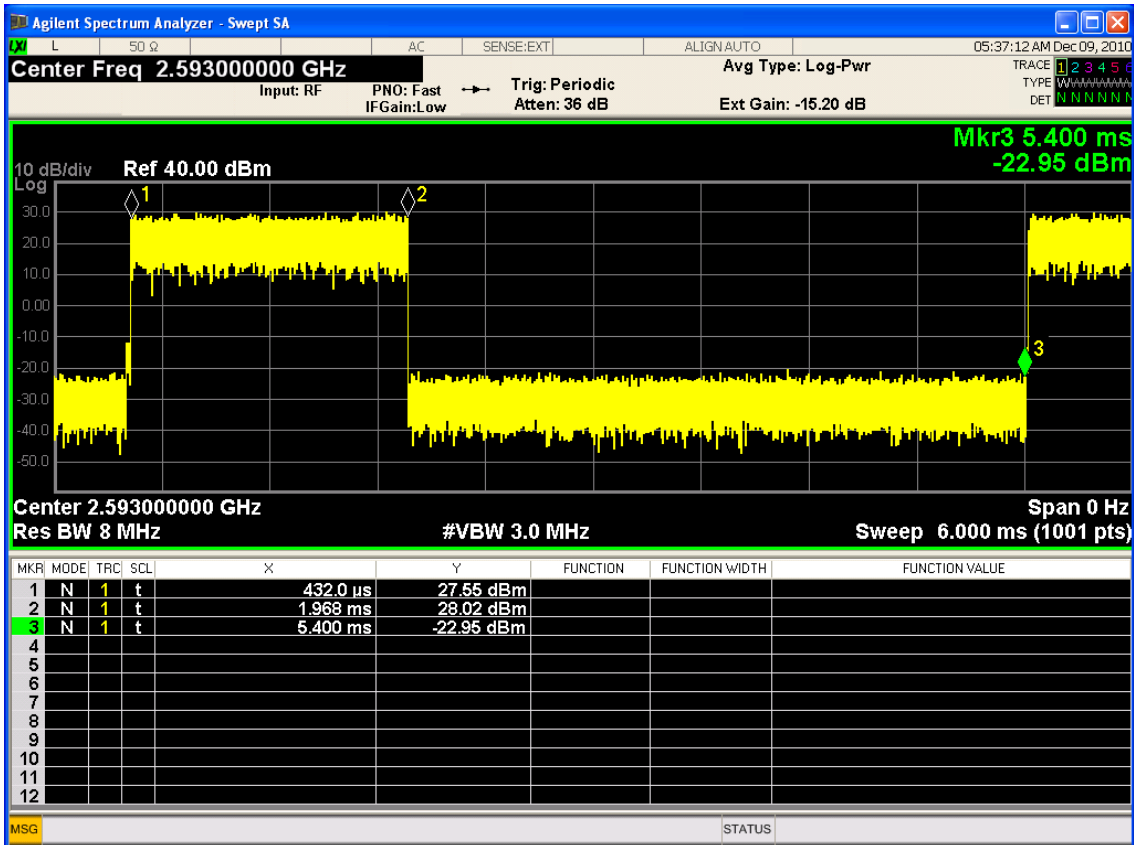 Agilent Spectrum Analyzer - Swept SA
LXI L 50 Ω AC SENSE:EXT ALIGN AUTO 05:37:12 AM Dec 09, 2010
Center Freq 2.593000000 GHz
Input: RF PNO: Fast IFGain:Low
Trig: Periodic
Atten: 36 dB
Avg Type: Log-Pwr
Ext Gain: -15.20 dB
TRACE 1 2 3 4 5 6
TYPE W
DET N N N N N N
Mkr3 5.400 ms
-22.95 dBm
10 dB/div Ref 40.00 dBm
Log
30.0
20.0
10.0
0.00
-10.0
-20.0
-30.0
-40.0
-50.0
1
2
3
Center 2.593000000 GHz Span 0 Hz
Res BW 8 MHz #VBW 3.0 MHz Sweep 6.000 ms (1001 pts)
MKR MODE TRC SCL X Y FUNCTION FUNCTION WIDTH FUNCTION VALUE
1 N 1 t 432.0 µs 27.55 dBm
2 N 1 t 1.968 ms 28.02 dBm
3 N 1 t 5.400 ms -22.95 dBm
4
5
6
7
8
9
10
11
12
MSG STATUS